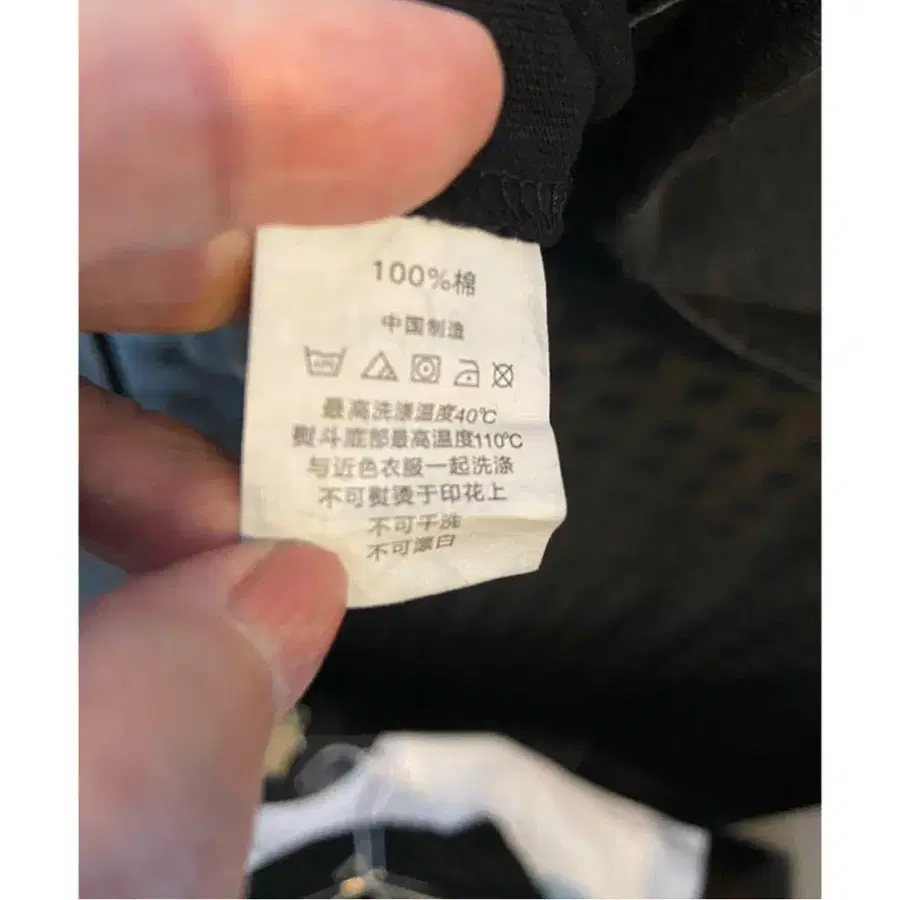 100%棉
中国制造
最高洗涤温度40℃
熨斗底部最高温度110℃
与近色衣服一起洗涤
不可熨烫于印花上
不可干洗
不可漂白